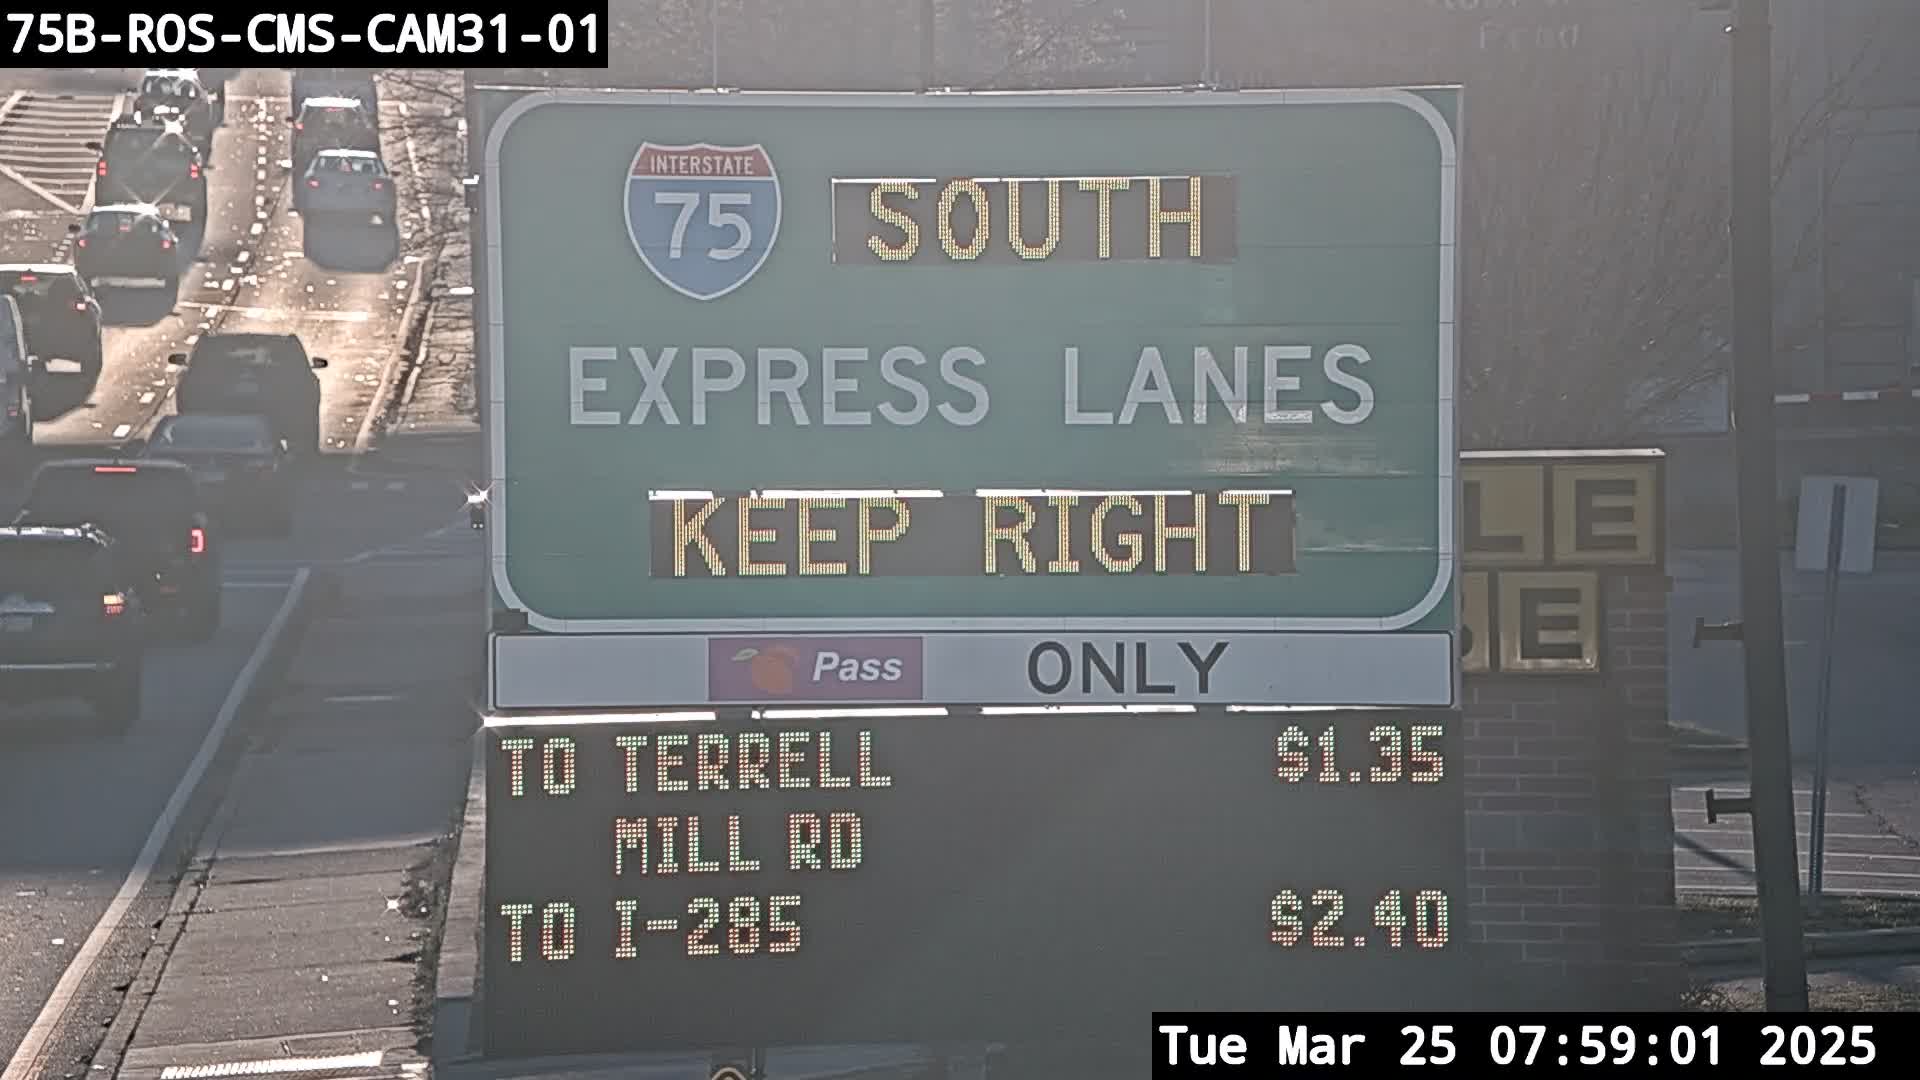 75B-ROS-CMS-CAM31-01
INTERSTATE
75
SOUTH
EXPRESS LANES
KEEP RIGHT
Pass ONLY
TO TERRELL $1.35
MILL RD
TO I-285 $2.40
LE
E
Tue Mar 25 07:59:01 2025